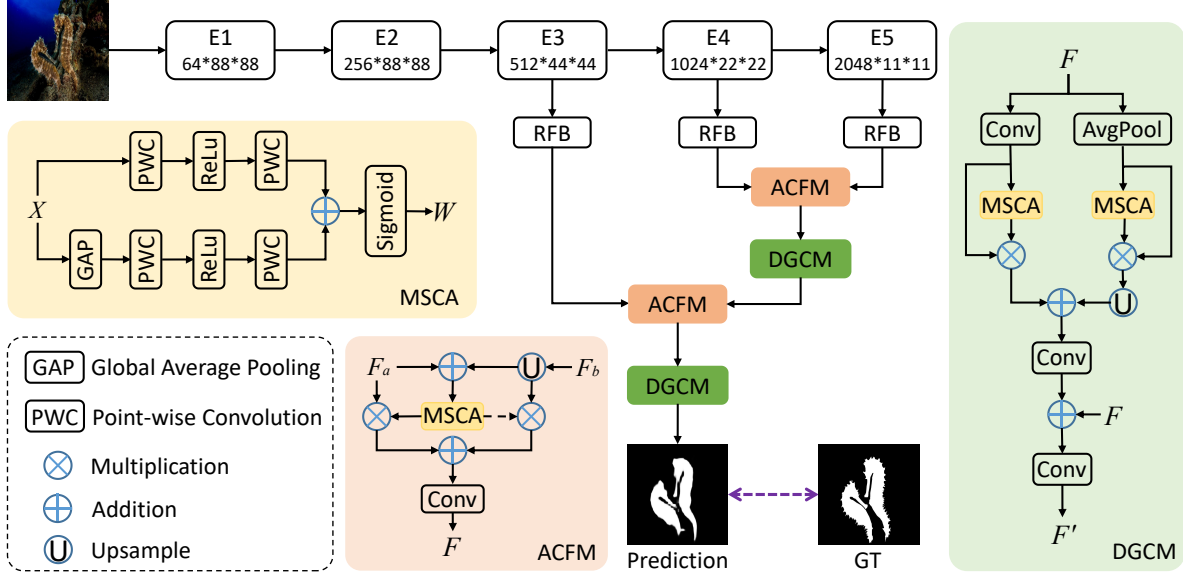 E1
64*88*88
E2
256*88*88
E3
512*44*44
E4
1024*22*22
E5
2048*11*11
RFB
RFB
RFB
ACFM
DGCM
ACFM
DGCM
Prediction
GT
X
PWC
ReLu
PWC
GAP
PWC
ReLu
PWC
Sigmoid
W
MSCA
GAP Global Average Pooling
PWC Point-wise Convolution
Multiplication
Addition
U Upsample
Fa
U
Fb
MSCA
Conv
F
ACFM
F
Conv
AvgPool
MSCA
MSCA
U
Conv
F
Conv
F'
DGCM